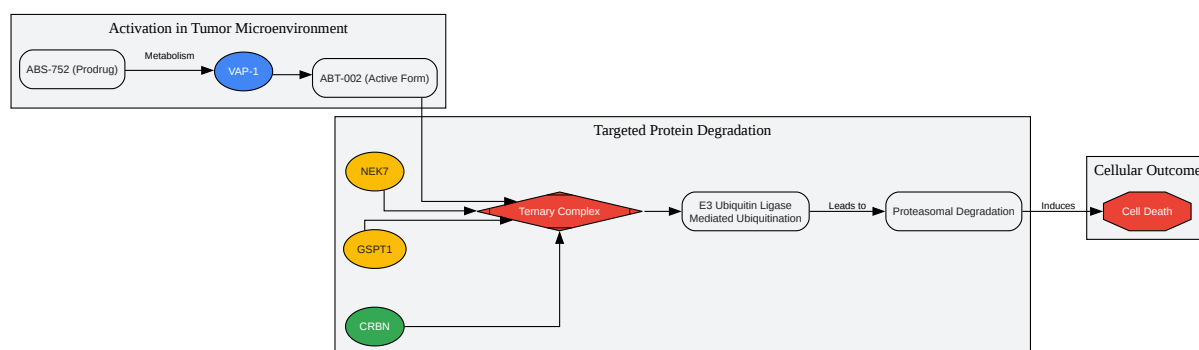 Activation in Tumor Microenvironment
ABS-752 (Prodrug)
Metabolism
VAP-1
ABT-002 (Active Form)
Targeted Protein Degradation
NEK7
GSPT1
CRBN
Ternary Complex
E3 Ubiquitin Ligase
Mediated Ubiquitination
Leads to
Proteasomal Degradation
Induces
Cellular Outcome
Cell Death